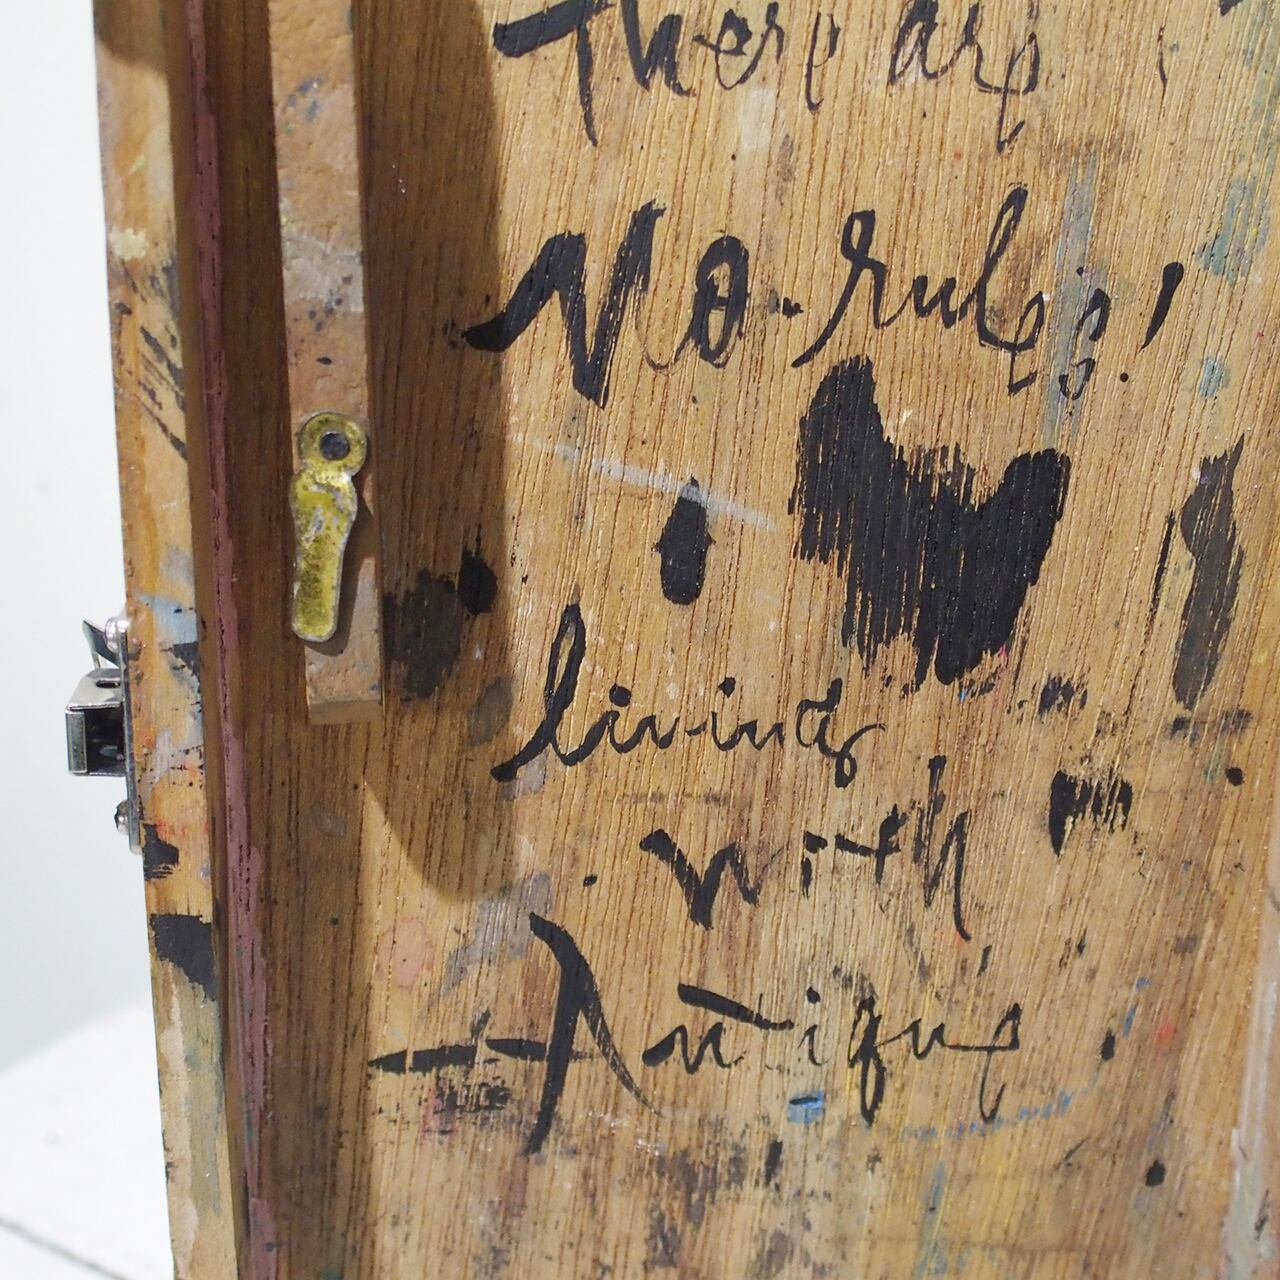 there are
No rules!
living
with
Antique